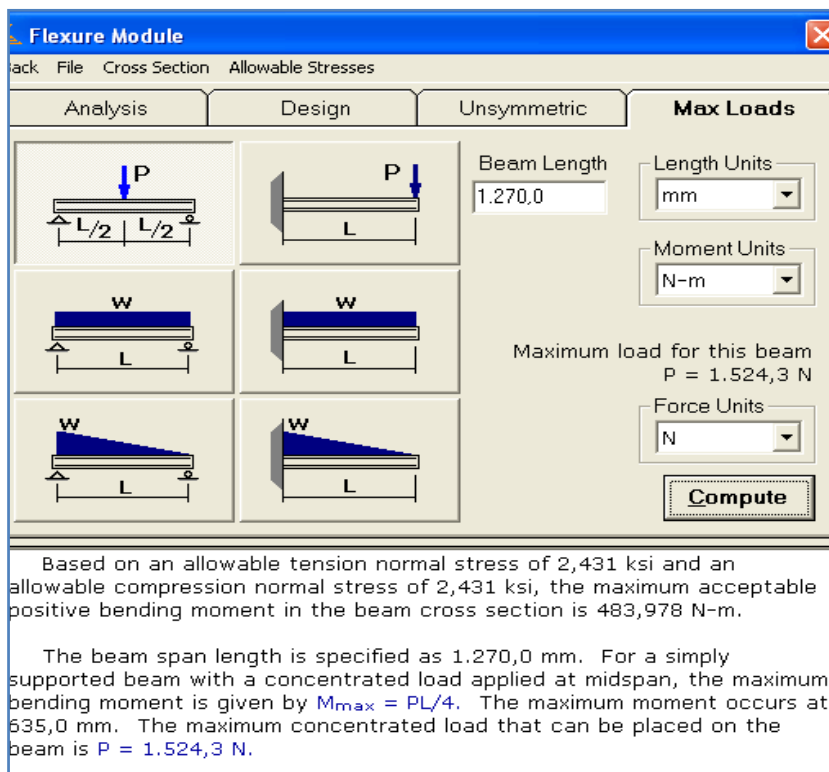 Flexure Module
Back File Cross Section Allowable Stresses
Analysis Design Unsymmetric Max Loads
P
L/2 L/2
P
L
Beam Length
1.270,0
Length Units
mm
Moment Units
N-m
W
L
W
L
Maximum load for this beam
P = 1.524,3 N
Force Units
N
W
L
W
L
Compute
Based on an allowable tension normal stress of 2,431 ksi and an
allowable compression normal stress of 2,431 ksi, the maximum acceptable
positive bending moment in the beam cross section is 483,978 N-m.
The beam span length is specified as 1.270,0 mm. For a simply
supported beam with a concentrated load applied at midspan, the maximum
bending moment is given by Mmax = PL/4. The maximum moment occurs at
635,0 mm. The maximum concentrated load that can be placed on the
beam is P = 1.524,3 N.